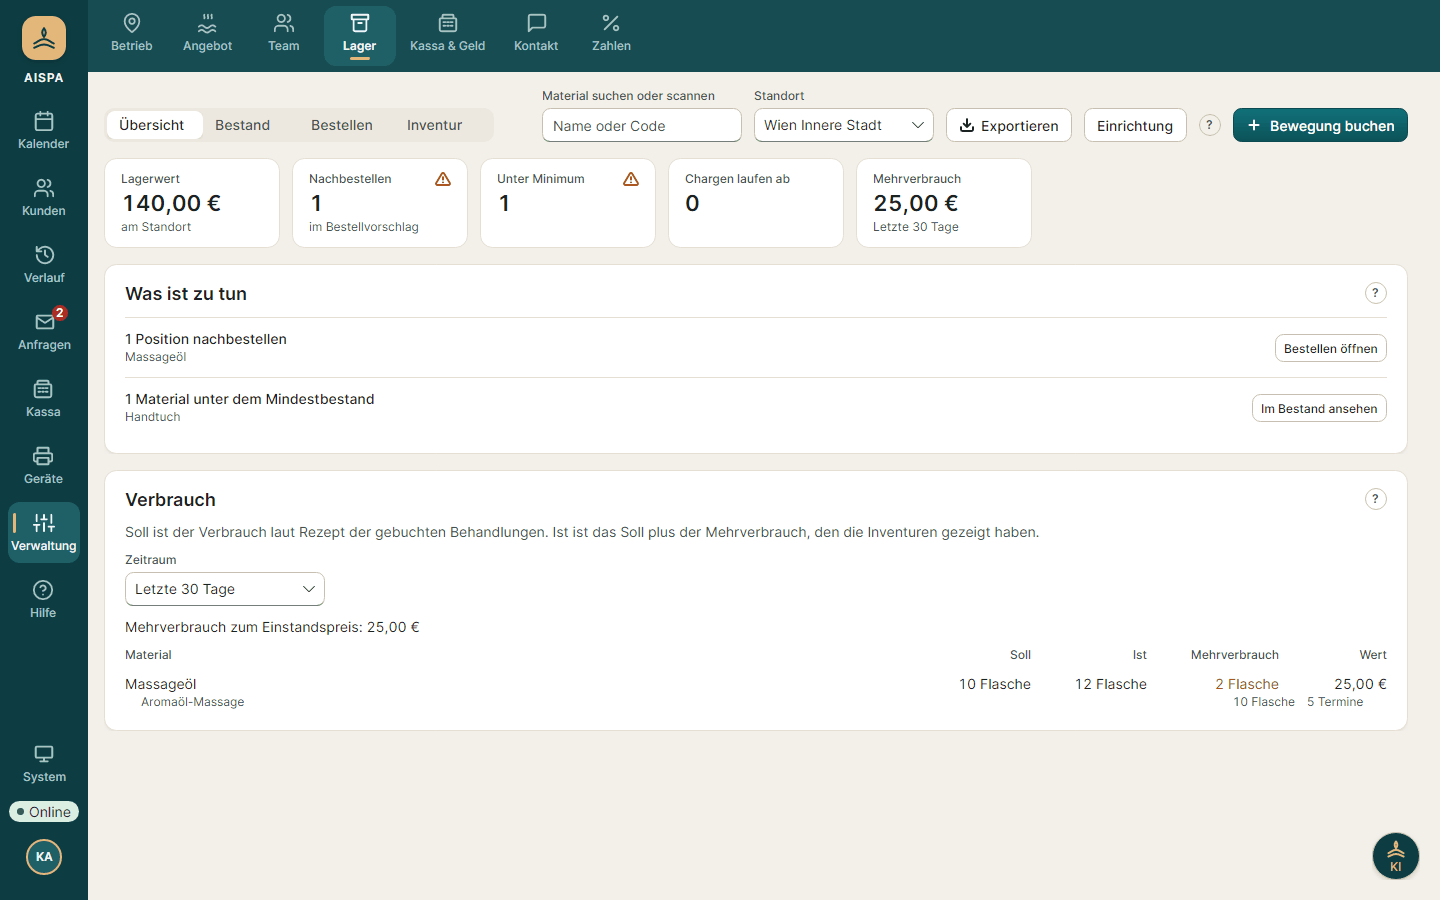 AISPA
Kalender
Kunden
Verlauf
2
Anfragen
Kassa
Geräte
Verwaltung
Hilfe
System
Online
KA
Betrieb
Angebot
Team
Lager
Kassa & Geld
Kontakt
Zahlen
Übersicht
Bestand
Bestellen
Inventur
Material suchen oder scannen
Name oder Code
Standort
Wien Innere Stadt
Exportieren
Einrichtung
?
+ Bewegung buchen
Lagerwert
140,00 €
am Standort
Nachbestellen
1
im Bestellvorschlag
Unter Minimum
1
Chargen laufen ab
0
Mehrverbrauch
25,00 €
Letzte 30 Tage
Was ist zu tun
?
1 Position nachbestellen
Massageöl
Bestellen öffnen
1 Material unter dem Mindestbestand
Handtuch
Im Bestand ansehen
Verbrauch
?
Soll ist der Verbrauch laut Rezept der gebuchten Behandlungen. Ist ist das Soll plus der Mehrverbrauch, den die Inventuren gezeigt haben.
Zeitraum
Letzte 30 Tage
Mehrverbrauch zum Einstandspreis: 25,00 €
Material Soll Ist Mehrverbrauch Wert
Massageöl 10 Flasche 12 Flasche 2 Flasche 25,00 €
Aromaöl-Massage 10 Flasche 5 Termine
KI